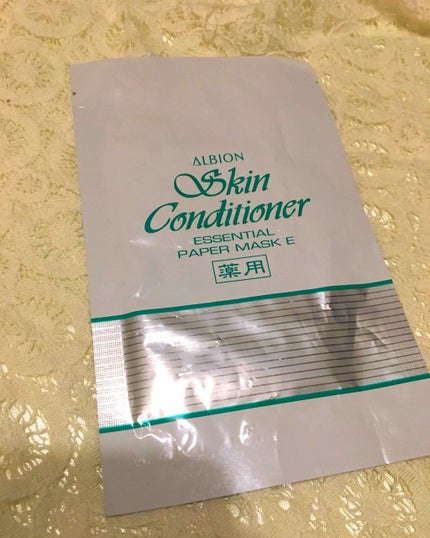 ALBION
Skin
Conditioner
ESSENTIAL
PAPER MASK E
薬用